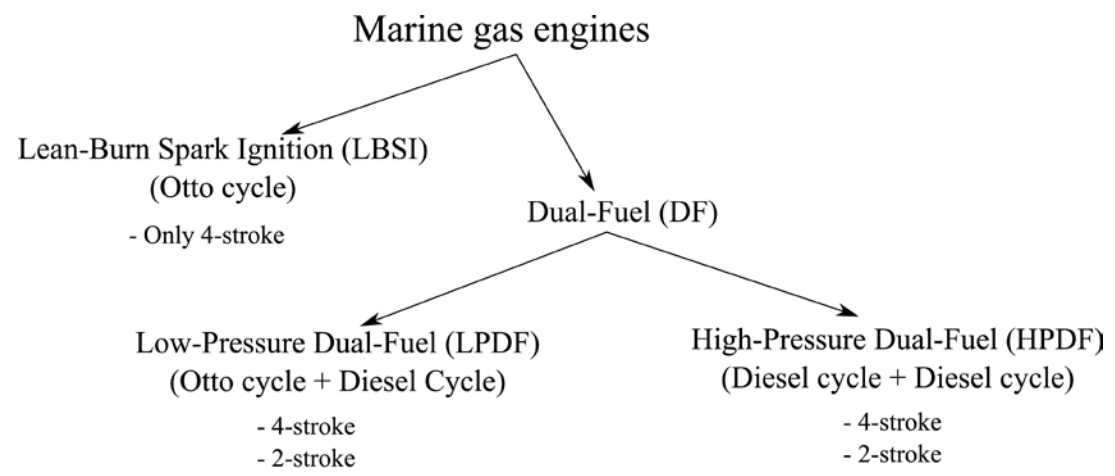 Marine gas engines
Lean-Burn Spark Ignition (LBSI)
(Otto cycle)
- Only 4-stroke
Dual-Fuel (DF)
Low-Pressure Dual-Fuel (LPDF)
(Otto cycle + Diesel Cycle)
- 4-stroke
- 2-stroke
High-Pressure Dual-Fuel (HPDF)
(Diesel cycle + Diesel cycle)
- 4-stroke
- 2-stroke